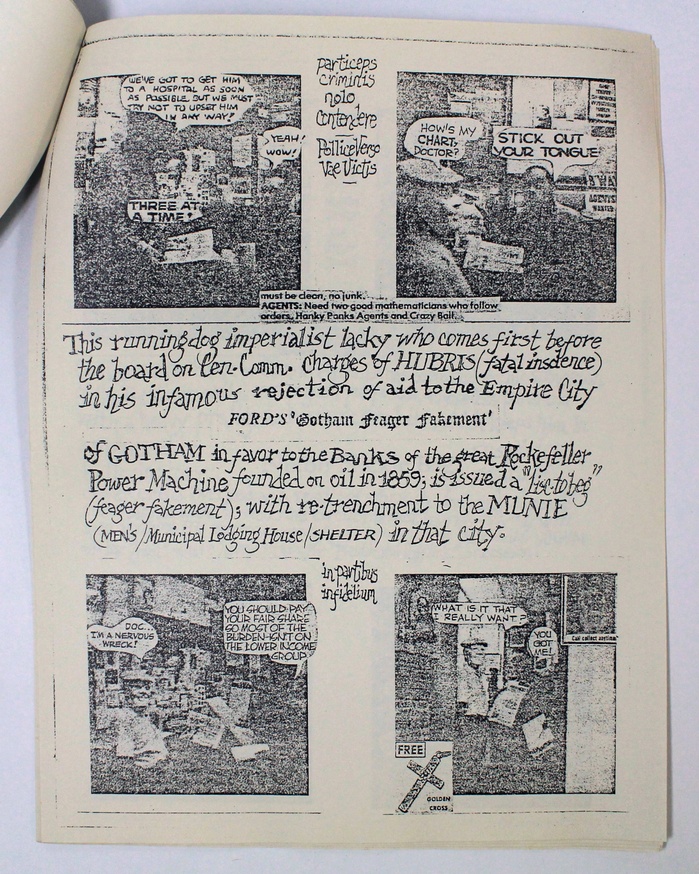 WE'VE GOT TO GET HIM
TO A HOSPITAL AS SOON
AS POSSIBLE, BUT WE MUST
TRY NOT TO UPSET HIM
IN ANY WAY!
YEAH!
WOW!
THREE AT
A TIME!
particeps
criminis
nolo
contendere
Pollice Verso
Vae Victis
HOW'S MY
CHART,
DOCTOR?
STICK OUT
YOUR TONGUE
AGENTS
WANTED
must be clean, no junk.
AGENTS: Need two good mathematicians who follow
orders. Hanky Panks Agents and Crazy Ball.
This running dog imperialist lacky who comes first before
the board on Cen. Comm. charges of HUBRIS (fatal insolence)
in his infamous rejection of aid to the Empire City
FORD'S 'Gotham Feager Fakement'
of GOTHAM in favor to the Banks of the great Rockefeller
Power Machine founded on oil in 1859; is issued a "lisc-to-beg"
(feager fakement); with re-trenchment to the MUNIE
(MEN'S/Municipal Lodging House/SHELTER) in that city.
in partibus
infidelium
DOC...
I'M A NERVOUS
WRECK!
YOU SHOULD PAY
YOUR FAIR SHARE
SO MOST OF THE
BURDEN ISN'T ON
THE LOWER INCOME
GROUP
WHAT IS IT THAT
I REALLY WANT?
YOU
GOT
ME!
Call collect anytime
FREE
GOLDEN
CROSS